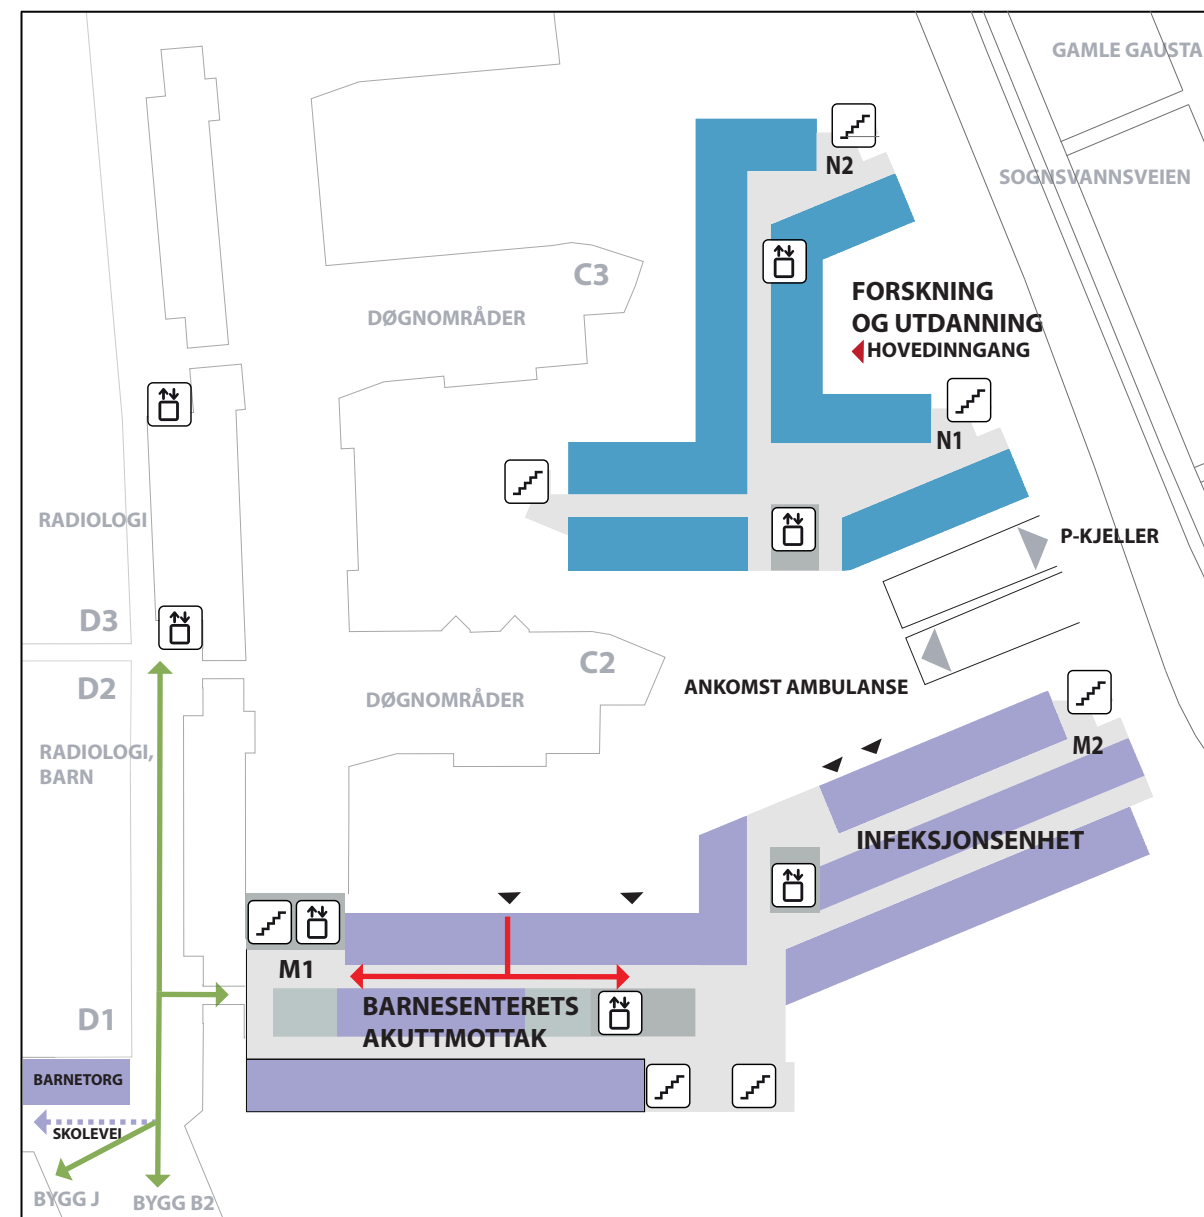 GAMLE GAUSTA
N2
SOGNSVANNSVEIEN
C3
FORSKNING
OG UTDANNING
HOVEDINNGANG
DØGNOMRÅDER
N1
RADIOLOGI
P-KJELLER
D3
C2
D2
ANKOMST AMBULANSE
DØGNOMRÅDER
RADIOLOGI,
BARN
M2
INFEKSJONSENHET
M1
BARNESENTERETS
AKUTTMOTTAK
D1
BARNETORG
SKOLEVEI
BYGG J
BYGG B2